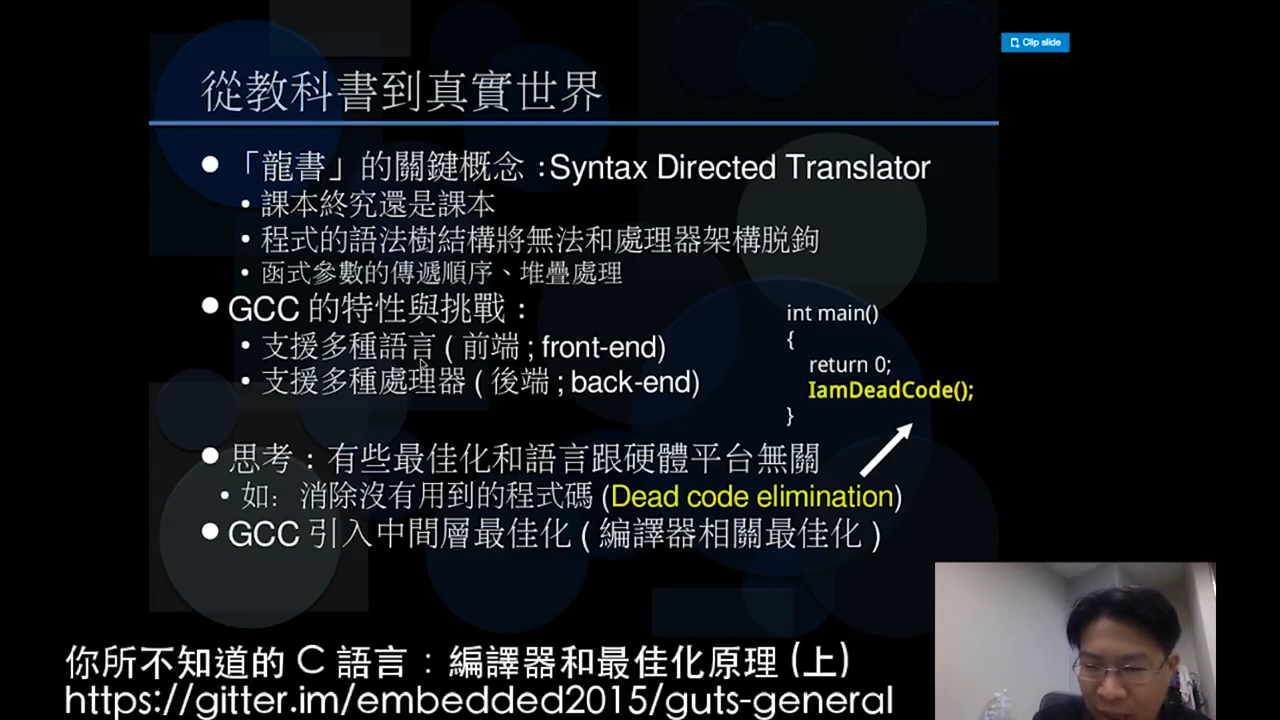 Clip slide
從教科書到真實世界
「龍書」的關鍵概念：Syntax Directed Translator
課本終究還是課本
程式的語法樹結構將無法和處理器架構脱鉤
函式參數的傳遞順序、堆疊處理
GCC 的特性與挑戰：
支援多種語言 ( 前端 ; front-end)
支援多種處理器 ( 後端 ; back-end)
int main()
{
return 0;
IamDeadCode();
}
思考：有些最佳化和語言跟硬體平台無關
如: 消除沒有用到的程式碼 (Dead code elimination)
GCC 引入中間層最佳化 ( 編譯器相關最佳化 )
你所不知道的 C 語言：編譯器和最佳化原理 (上)
https://gitter.im/embedded2015/guts-general